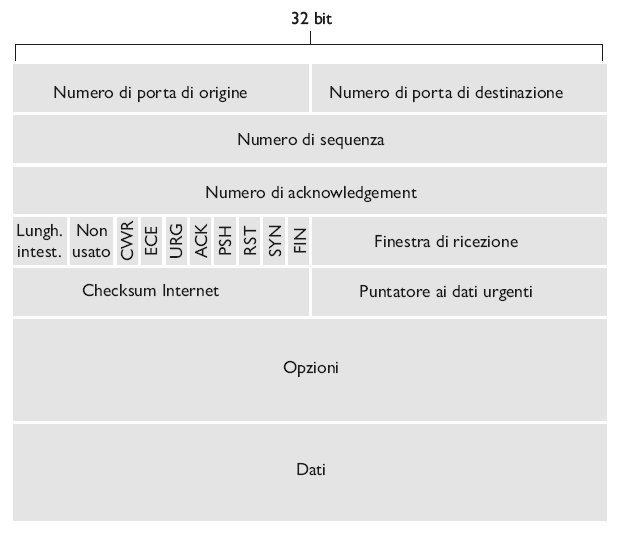 32 bit
Numero di porta di origine
Numero di porta di destinazione
Numero di sequenza
Numero di acknowledgement
Lungh.
intest.
Non
usato
CWR
ECE
URG
ACK
PSH
RST
SYN
FIN
Finestra di ricezione
Checksum Internet
Puntatore ai dati urgenti
Opzioni
Dati